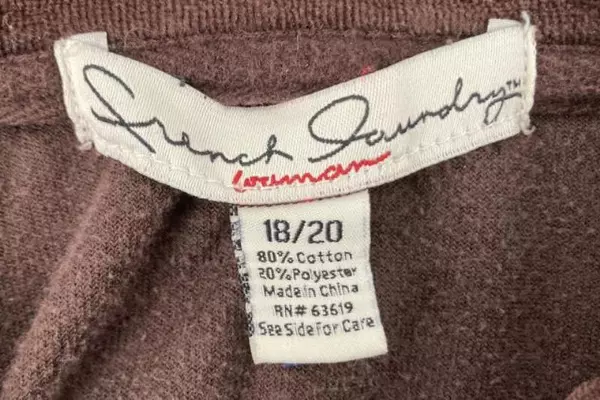 French Laundry™
woman
18/20
80% Cotton
20% Polyester
Made in China
RN# 63619
See Side For Care